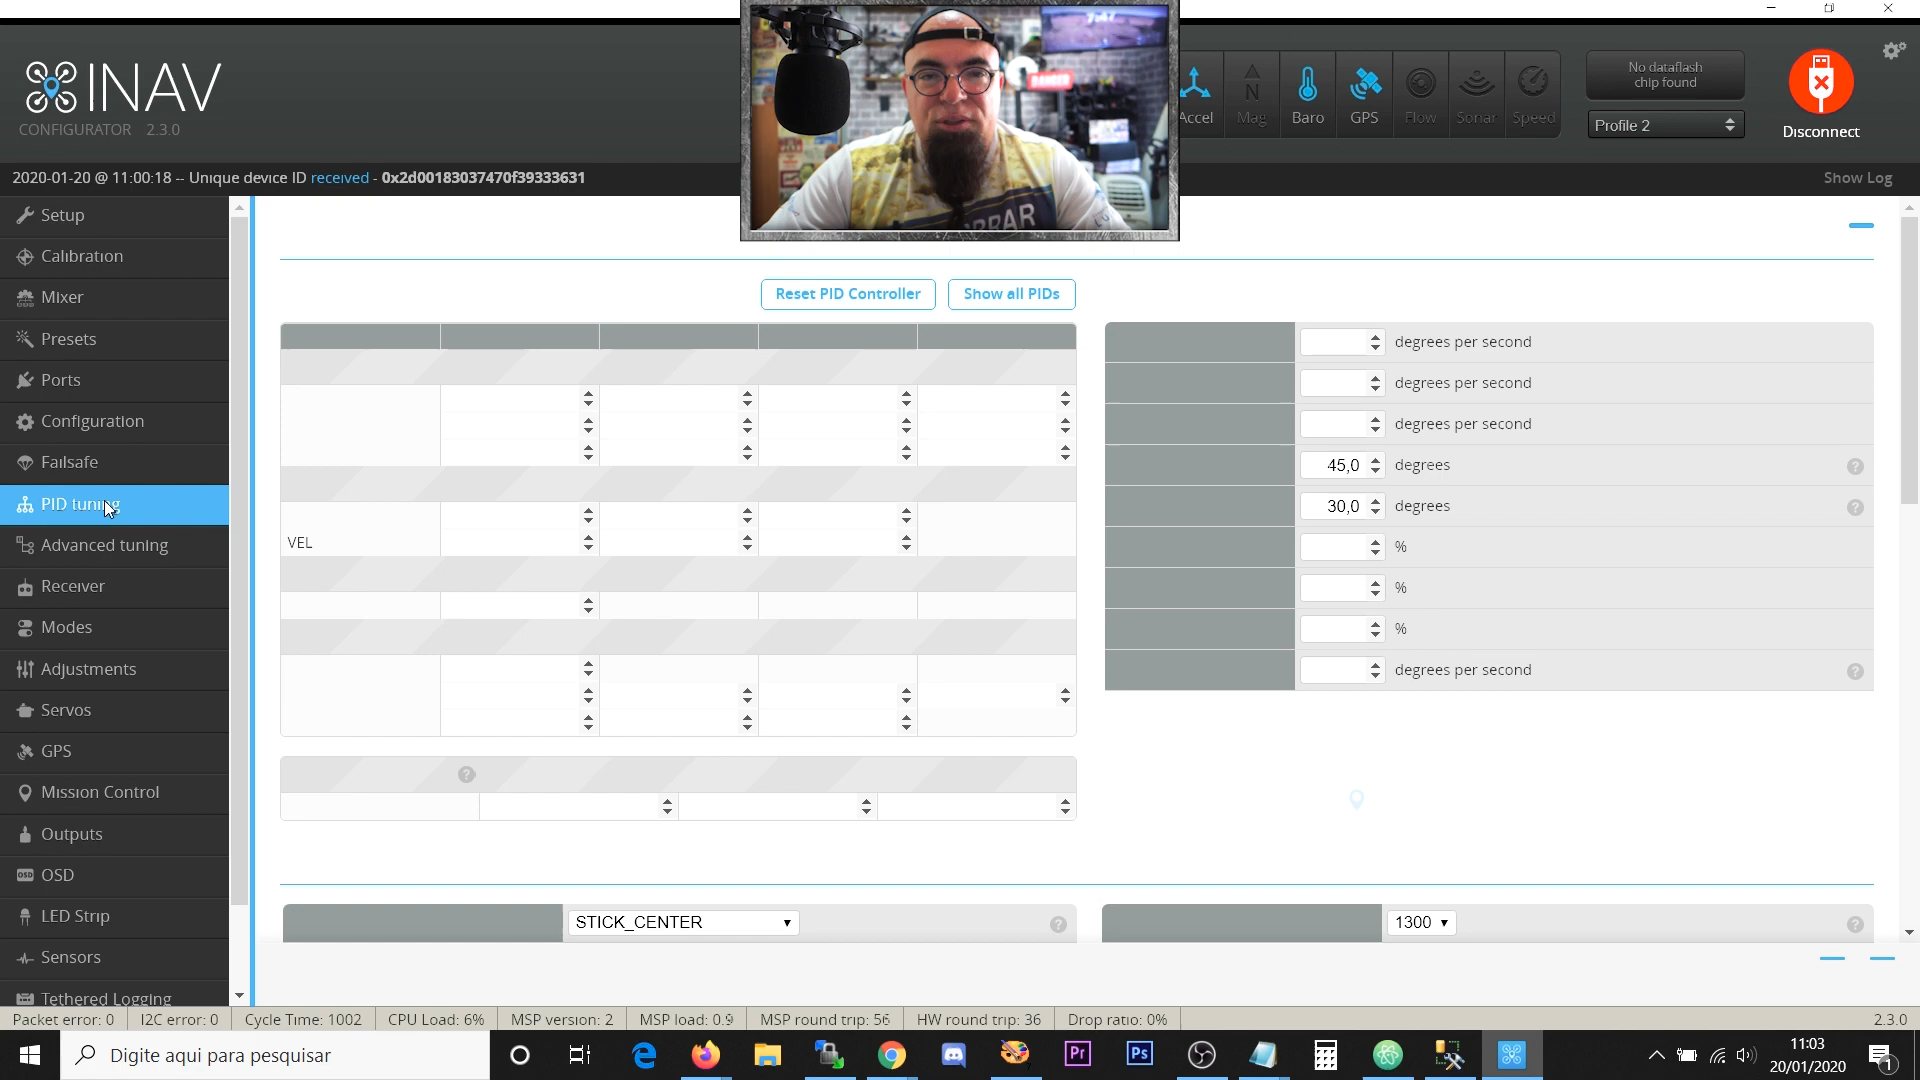 INAV
CONFIGURATOR 2.3.0
DANGER
Accel
Mag
Baro
GPS
Flow
Sonar
Speed
No dataflash
chip found
Profile 2
Disconnect
2020-01-20 @ 11:00:18 -- Unique device ID received - 0x2d00183037470f39333631
Show Log
Setup
Calibration
Mixer
Presets
Ports
Configuration
Failsafe
PID tuning
Advanced tuning
Receiver
Modes
Adjustments
Servos
GPS
Mission Control
Outputs
OSD
LED Strip
Sensors
Tethered Logging
Reset PID Controller
Show all PIDs
VEL
degrees per second
degrees per second
degrees per second
45,0 degrees
30,0 degrees
%
%
%
degrees per second
STICK_CENTER
1300
Packet error: 0
I2C error: 0
Cycle Time: 1002
CPU Load: 6%
MSP version: 2
MSP load: 0.9
MSP round trip: 56
HW round trip: 36
Drop ratio: 0%
2.3.0
Digite aqui para pesquisar
Pr
Ps
11:03
20/01/2020
1